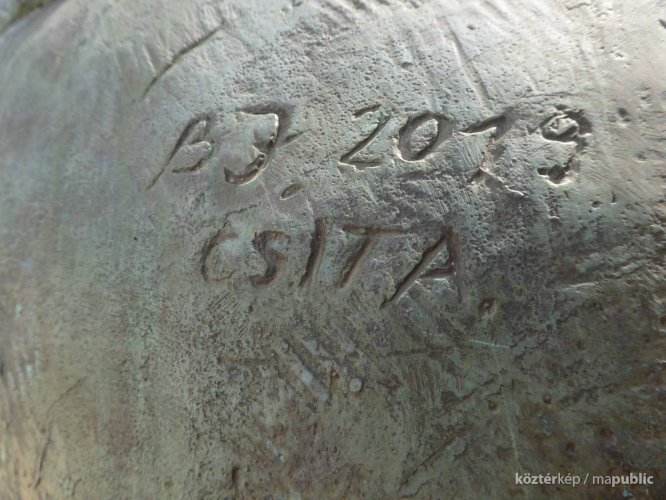 BJ. 2019
CSITA.
köztérkép / mapublic